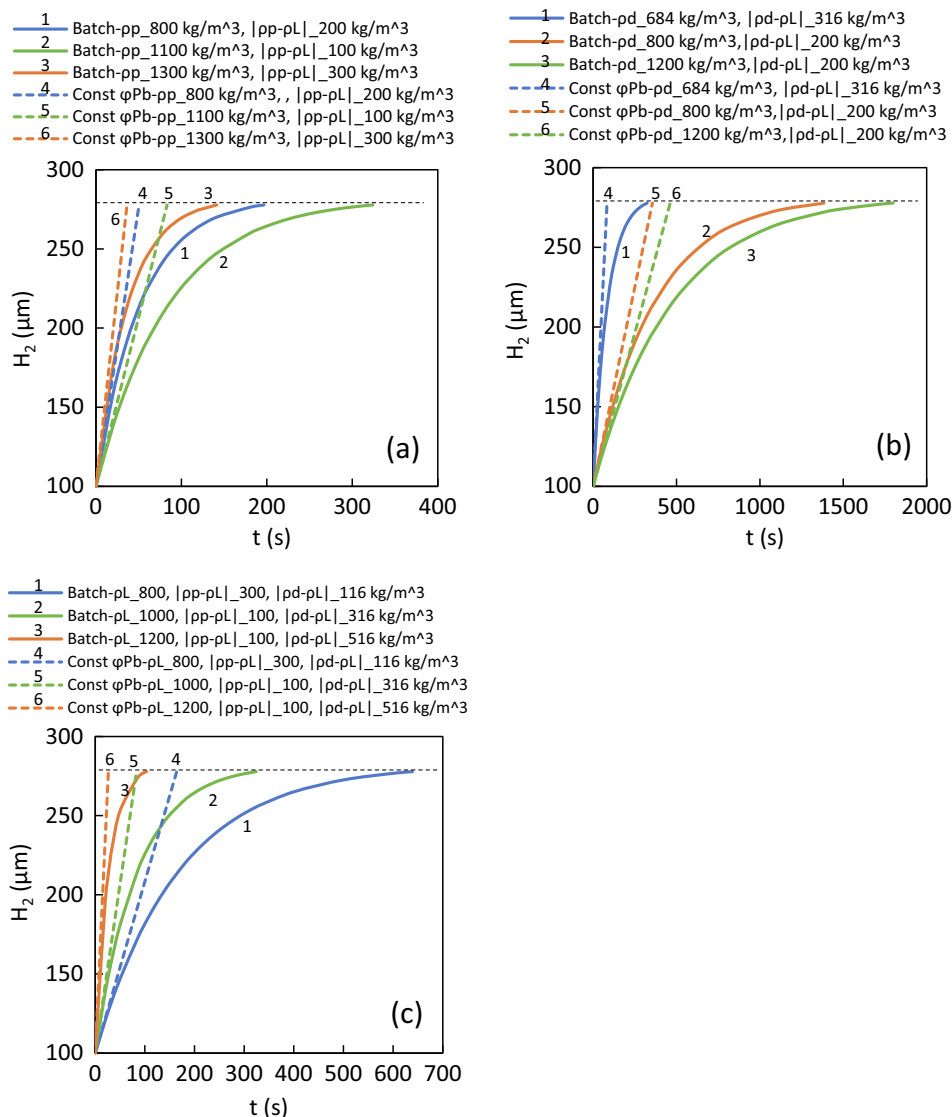 1 Batch-ρp_800 kg/m^3, |ρp-ρL|_200 kg/m^3
2 Batch-ρp_1100 kg/m^3, |ρp-ρL|_100 kg/m^3
3 Batch-ρp_1300 kg/m^3, |ρp-ρL|_300 kg/m^3
4 Const φPb-ρp_800 kg/m^3, , |ρp-ρL|_200 kg/m^3
5 Const φPb-ρp_1100 kg/m^3, |ρp-ρL|_100 kg/m^3
6 Const φPb-ρp_1300 kg/m^3, |ρp-ρL|_300 kg/m^3
300
250
200
150
100
H₂ (μm)
4 5 3
6
1
2
(a)
0 100 200 300 400
t (s)
1 Batch-ρd_684 kg/m^3, |ρd-ρL|_316 kg/m^3
2 Batch-ρd_800 kg/m^3,|ρd-ρL|_200 kg/m^3
3 Batch-ρd_1200 kg/m^3,|ρd-ρL|_200 kg/m^3
4 Const φPb-ρd_684 kg/m^3, |ρd-ρL|_316 kg/m^3
5 Const φPb-ρd_800 kg/m^3,|ρd-ρL|_200 kg/m^3
6 Const φPb-ρd_1200 kg/m^3,|ρd-ρL|_200 kg/m^3
300
250
200
150
100
H₂ (μm)
4 5 6
2
1 3
(b)
0 500 1000 1500 2000
t (s)
1 Batch-ρL_800, |ρp-ρL|_300, |ρd-ρL|_116 kg/m^3
2 Batch-ρL_1000, |ρp-ρL|_100, |ρd-ρL|_316 kg/m^3
3 Batch-ρL_1200, |ρp-ρL|_100, |ρd-ρL|_516 kg/m^3
4 Const φPb-ρL_800, |ρp-ρL|_300, |ρd-ρL|_116 kg/m^3
5 Const φPb-ρL_1000, |ρp-ρL|_100, |ρd-ρL|_316 kg/m^3
6 Const φPb-ρL_1200, |ρp-ρL|_100, |ρd-ρL|_516 kg/m^3
300
250
200
150
100
H₂ (μm)
6 5 4
3
2
1
(c)
0 100 200 300 400 500 600 700
t (s)